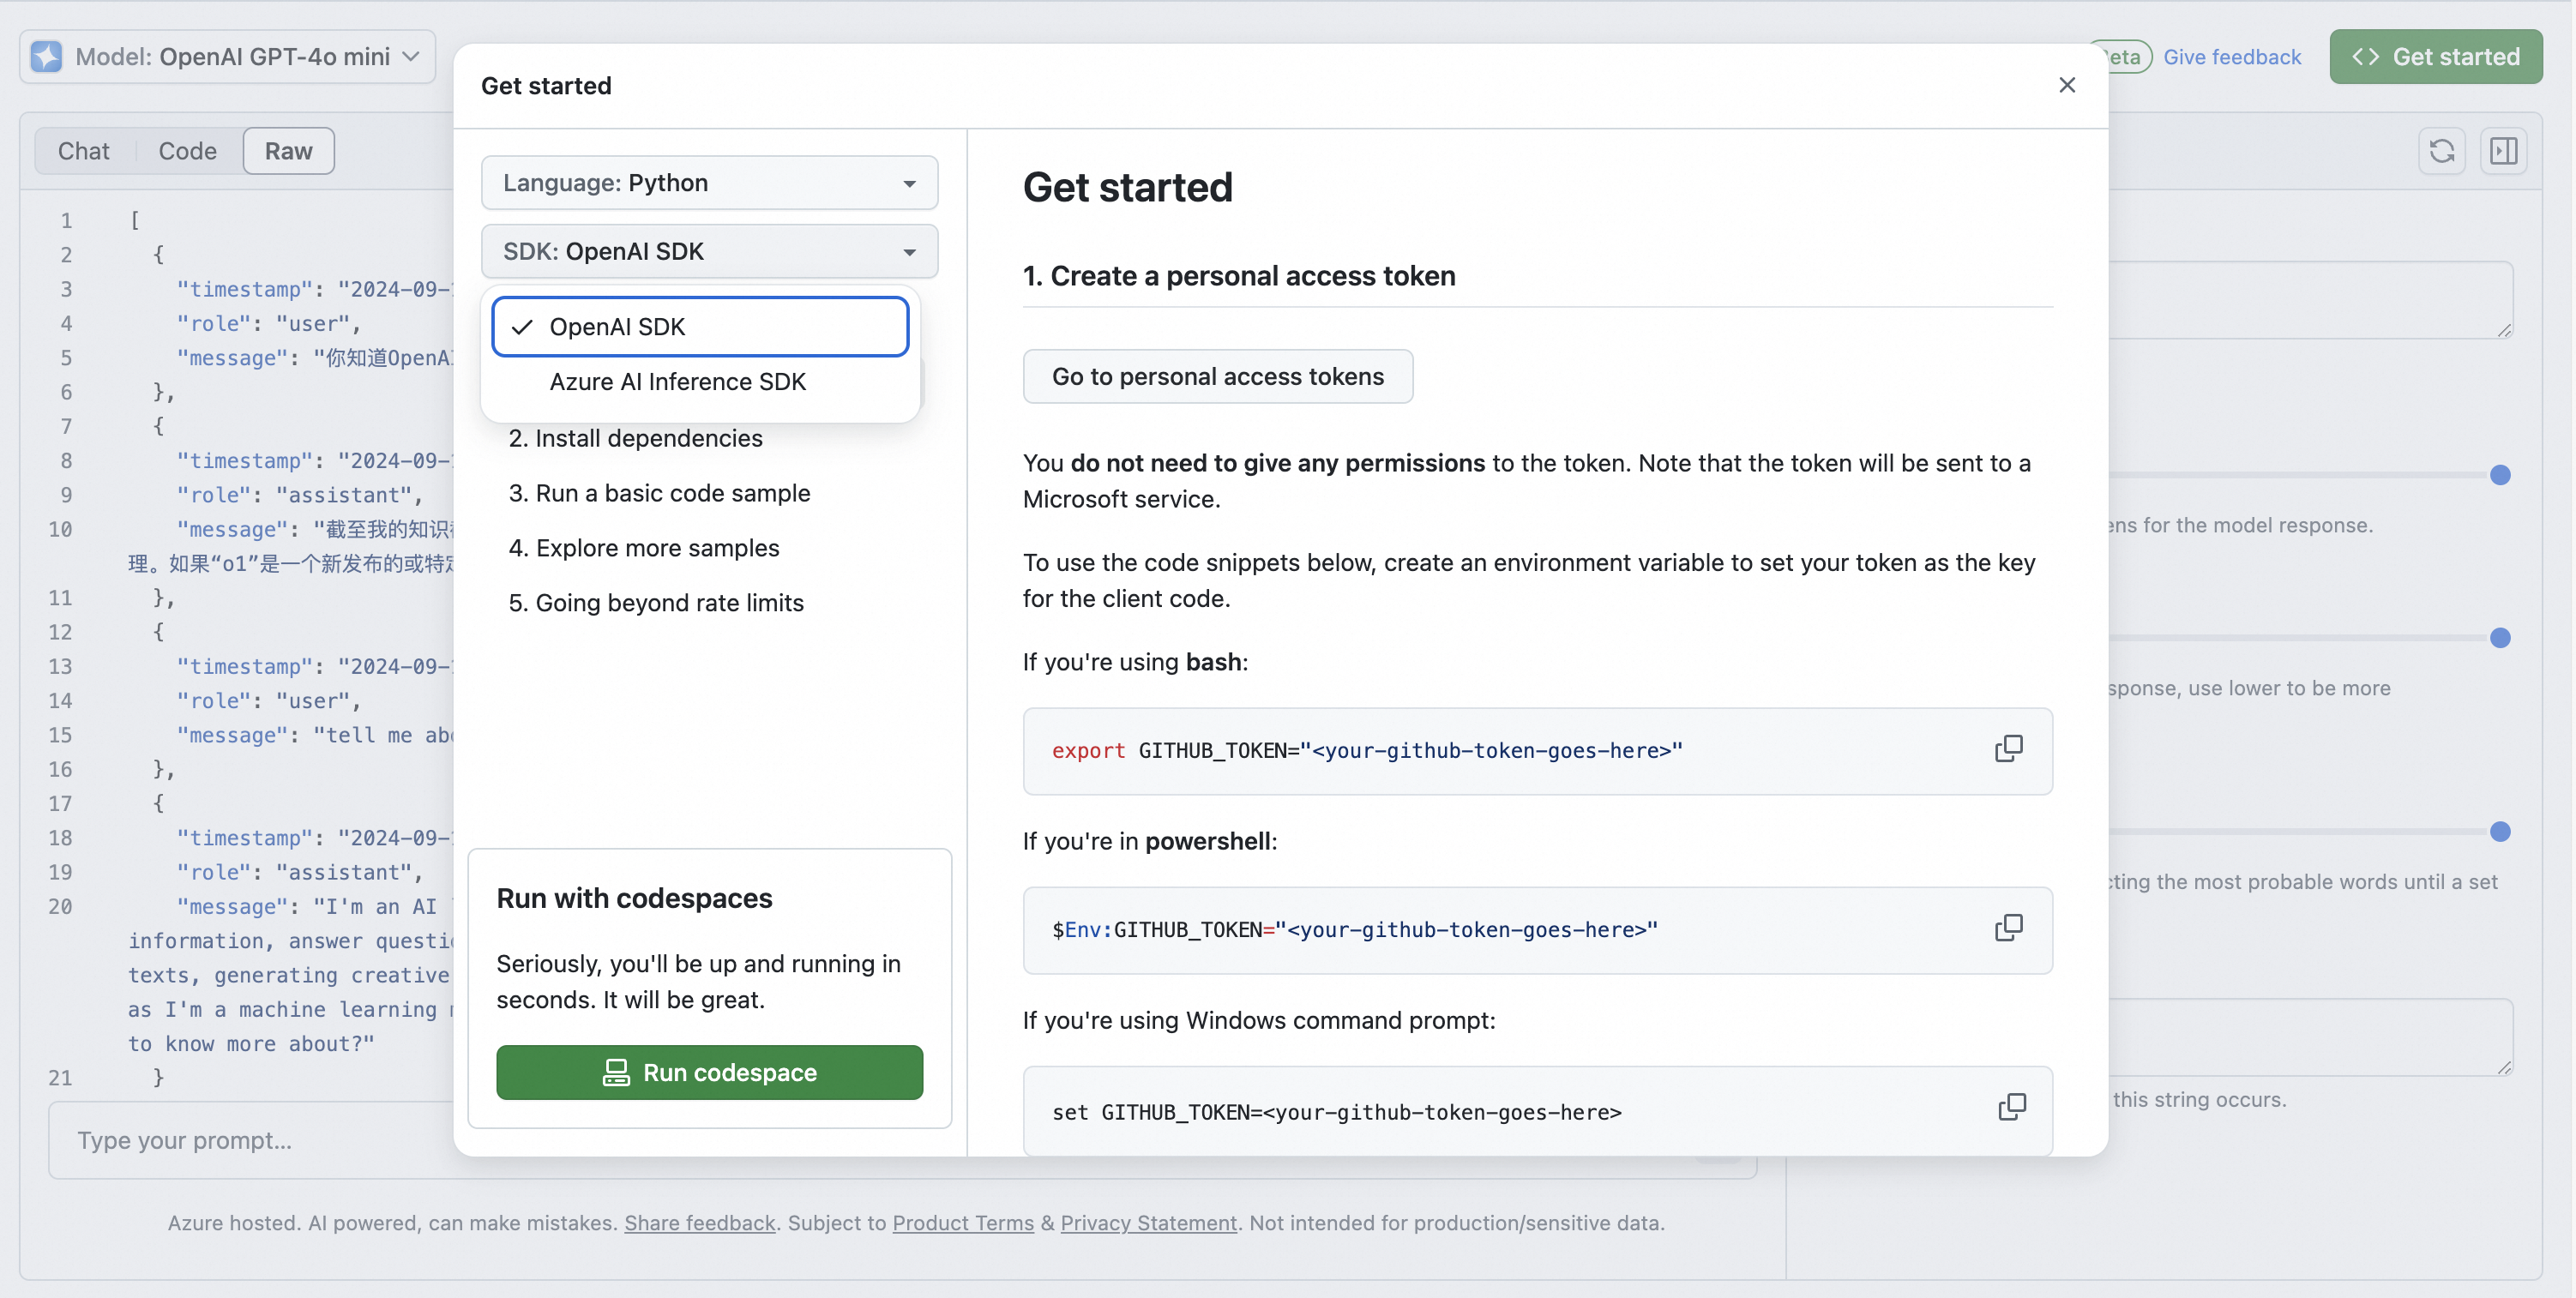 Model: OpenAI GPT-4o mini
Give feedback
Get started
Chat
Code
Raw
1 [
2 {
3 "timestamp": "2024-09-
4 "role": "user",
5 "message": "你知道OpenAI
6 },
7 {
8 "timestamp": "2024-09-
9 "role": "assistant",
10 "message": "截至我的知识
理。如果“o1”是一个新发布的或特定
11 },
12 {
13 "timestamp": "2024-09-
14 "role": "user",
15 "message": "tell me abo
16 },
17 {
18 "timestamp": "2024-09-
19 "role": "assistant",
20 "message": "I'm an AI
information, answer questi
texts, generating creative
as I'm a machine learning
to know more about?"
21 }
Type your prompt...
Get started
Language: Python
SDK: OpenAI SDK
OpenAI SDK
Azure AI Inference SDK
2. Install dependencies
3. Run a basic code sample
4. Explore more samples
5. Going beyond rate limits
Run with codespaces
Seriously, you'll be up and running in
seconds. It will be great.
Run codespace
Get started
1. Create a personal access token
Go to personal access tokens
You do not need to give any permissions to the token. Note that the token will be sent to a
Microsoft service.
To use the code snippets below, create an environment variable to set your token as the key
for the client code.
If you're using bash:
export GITHUB_TOKEN="<your-github-token-goes-here>"
If you're in powershell:
$Env:GITHUB_TOKEN="<your-github-token-goes-here>"
If you're using Windows command prompt:
set GITHUB_TOKEN=<your-github-token-goes-here>
ens for the model response.
sponse, use lower to be more
cting the most probable words until a set
this string occurs.
Azure hosted. AI powered, can make mistakes. Share feedback. Subject to Product Terms & Privacy Statement. Not intended for production/sensitive data.